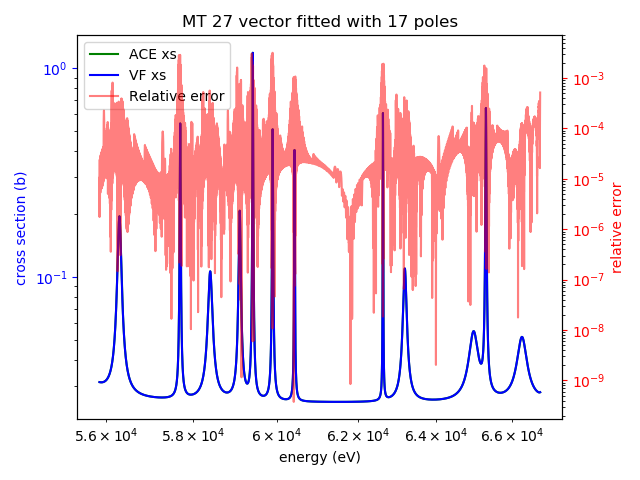 MT 27 vector fitted with 17 poles
ACE xs
VF xs
Relative error
10⁰
10⁻¹
cross section (b)
10⁻³
10⁻⁴
10⁻⁵
10⁻⁶
10⁻⁷
10⁻⁸
10⁻⁹
relative error
5.6 × 10⁴ 5.8 × 10⁴ 6 × 10⁴ 6.2 × 10⁴ 6.4 × 10⁴ 6.6 × 10⁴
energy (eV)